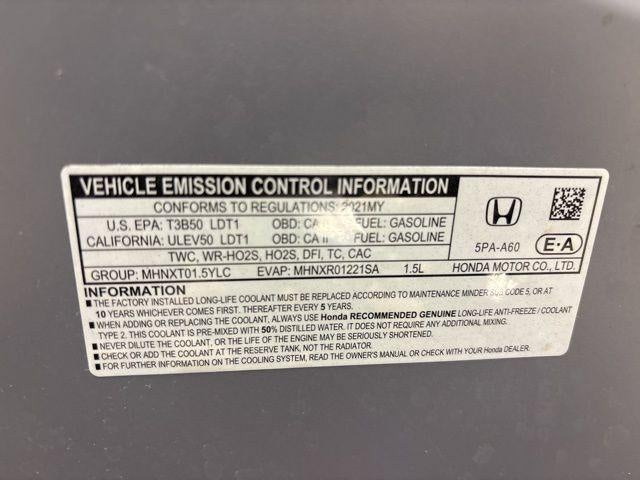 VEHICLE EMISSION CONTROL INFORMATION
CONFORMS TO REGULATIONS: 2021MY
U.S. EPA: T3B50 LDT1 OBD: CA II FUEL: GASOLINE
CALIFORNIA: ULEV50 LDT1 OBD: CA II FUEL: GASOLINE
TWC, WR-HO2S, HO2S, DFI, TC, CAC
GROUP: MHNXT01.5YLC EVAP: MHNXR01221SA 1.5L
5PA-A60
E·A
HONDA MOTOR CO., LTD.
INFORMATION
■ THE FACTORY INSTALLED LONG-LIFE COOLANT MUST BE REPLACED ACCORDING TO MAINTENANCE MINDER SUB CODE 5, OR AT
10 YEARS WHICHEVER COMES FIRST. THEREAFTER EVERY 5 YEARS.
■ WHEN ADDING OR REPLACING THE COOLANT, ALWAYS USE Honda RECOMMENDED GENUINE LONG-LIFE ANTI-FREEZE / COOLANT
TYPE 2. THIS COOLANT IS PRE-MIXED WITH 50% DISTILLED WATER. IT DOES NOT REQUIRE ANY ADDITIONAL MIXING.
■ NEVER DILUTE THE COOLANT, OR THE LIFE OF THE ENGINE MAY BE SERIOUSLY SHORTENED.
■ CHECK OR ADD COOLANT AT THE RESERVE TANK, NOT THE RADIATOR.
■ FOR FURTHER INFORMATION ON THE COOLING SYSTEM, READ THE OWNER'S MANUAL OR CHECK WITH YOUR Honda DEALER.